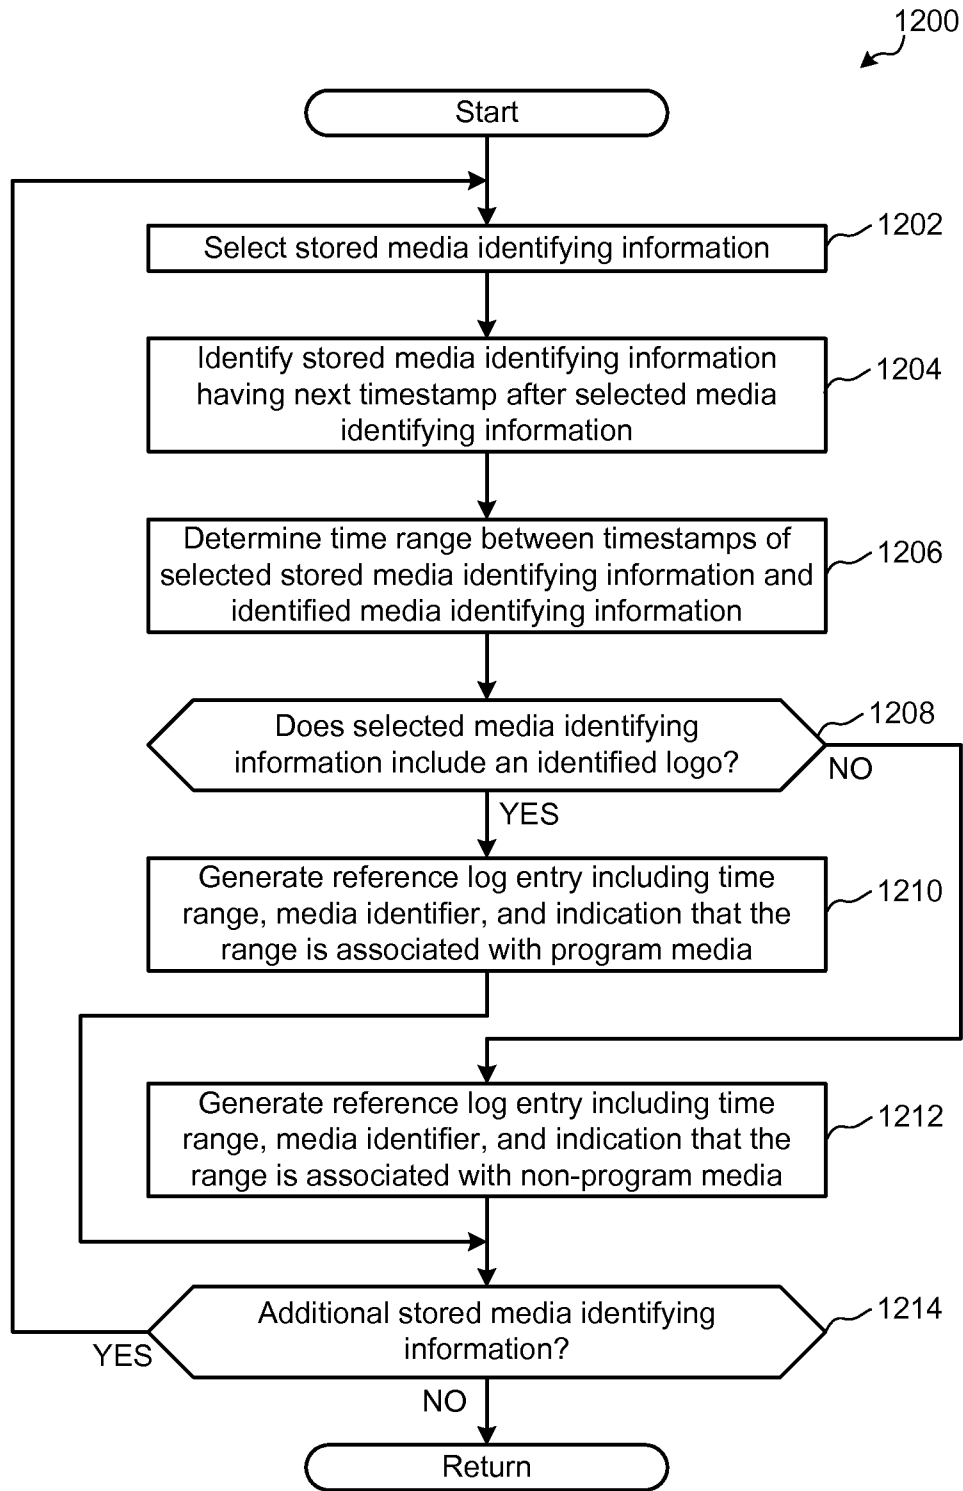 1200
Start
Select stored media identifying information
1202
Identify stored media identifying information
having next timestamp after selected media
identifying information
1204
Determine time range between timestamps of
selected stored media identifying information and
identified media identifying information
1206
Does selected media identifying
information include an identified logo?
1208
NO
YES
Generate reference log entry including time
range, media identifier, and indication that the
range is associated with program media
1210
Generate reference log entry including time
range, media identifier, and indication that the
range is associated with non-program media
1212
Additional stored media identifying
information?
1214
YES
NO
Return